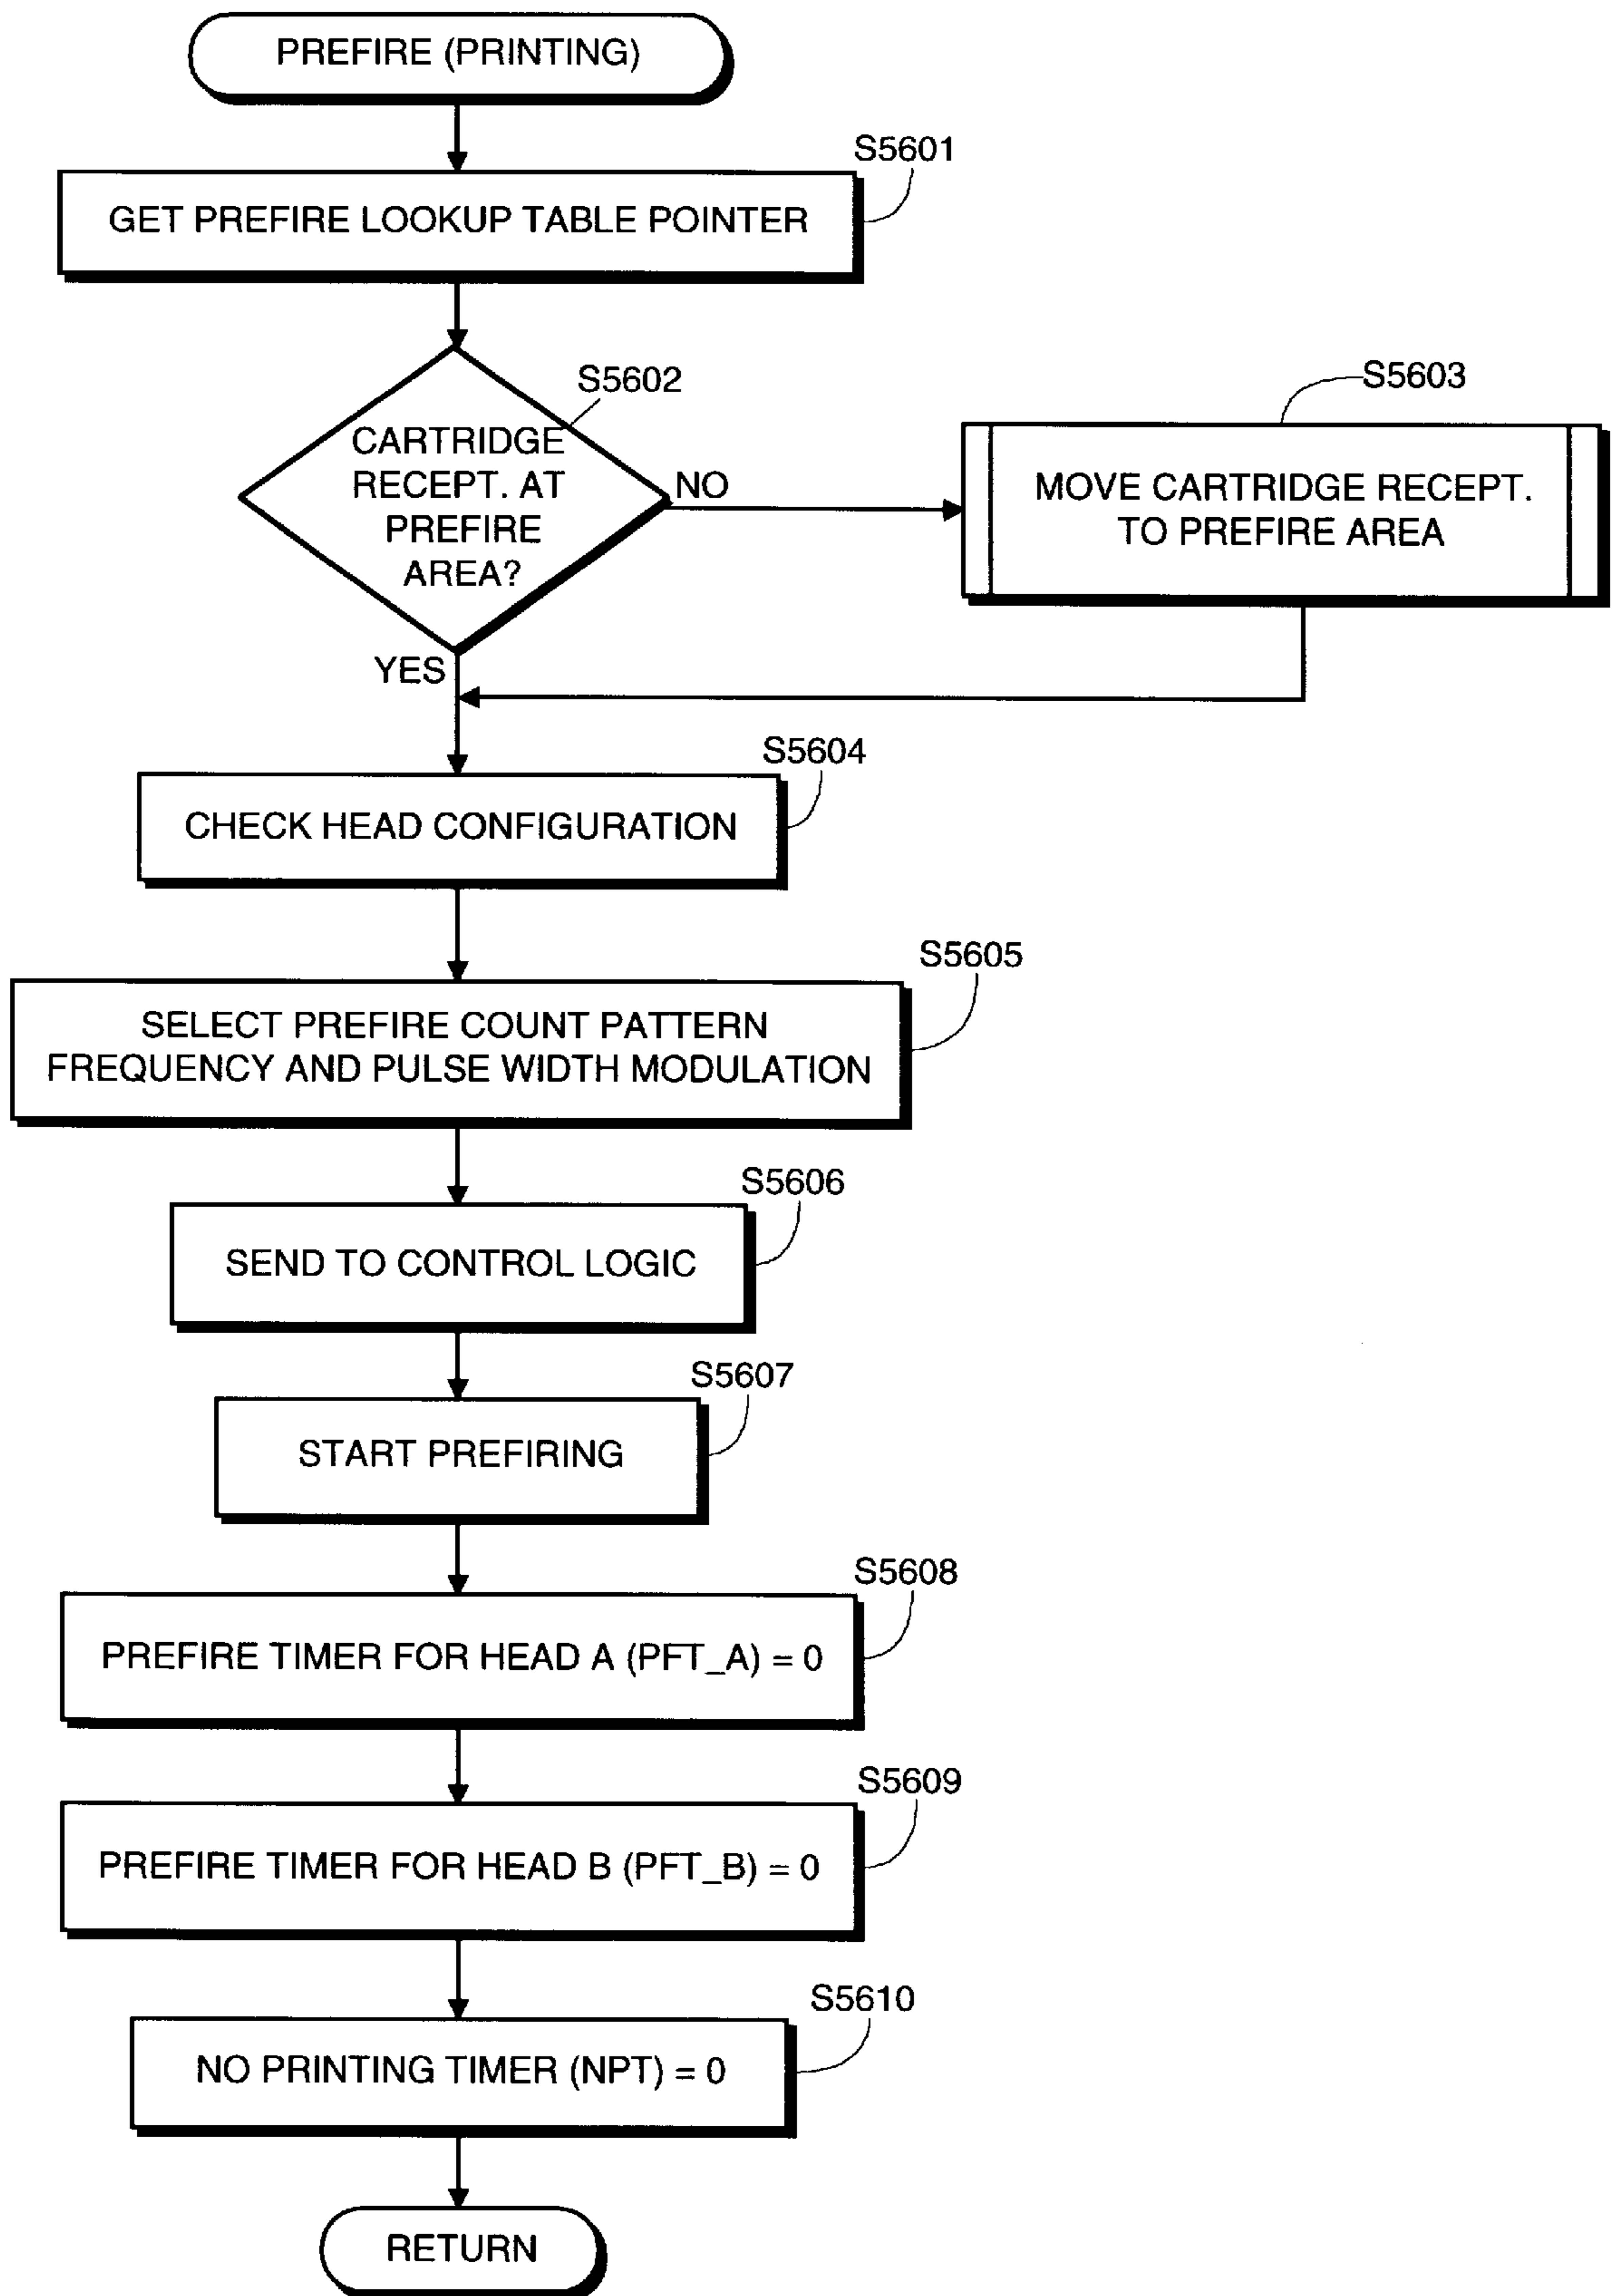 PREFIRE (PRINTING)
S5601
GET PREFIRE LOOKUP TABLE POINTER
S5602
CARTRIDGE
RECEPT. AT
PREFIRE
AREA?
NO
S5603
MOVE CARTRIDGE RECEPT.
TO PREFIRE AREA
YES
S5604
CHECK HEAD CONFIGURATION
S5605
SELECT PREFIRE COUNT PATTERN
FREQUENCY AND PULSE WIDTH MODULATION
S5606
SEND TO CONTROL LOGIC
S5607
START PREFIRING
S5608
PREFIRE TIMER FOR HEAD A (PFT_A) = 0
S5609
PREFIRE TIMER FOR HEAD B (PFT_B) = 0
S5610
NO PRINTING TIMER (NPT) = 0
RETURN